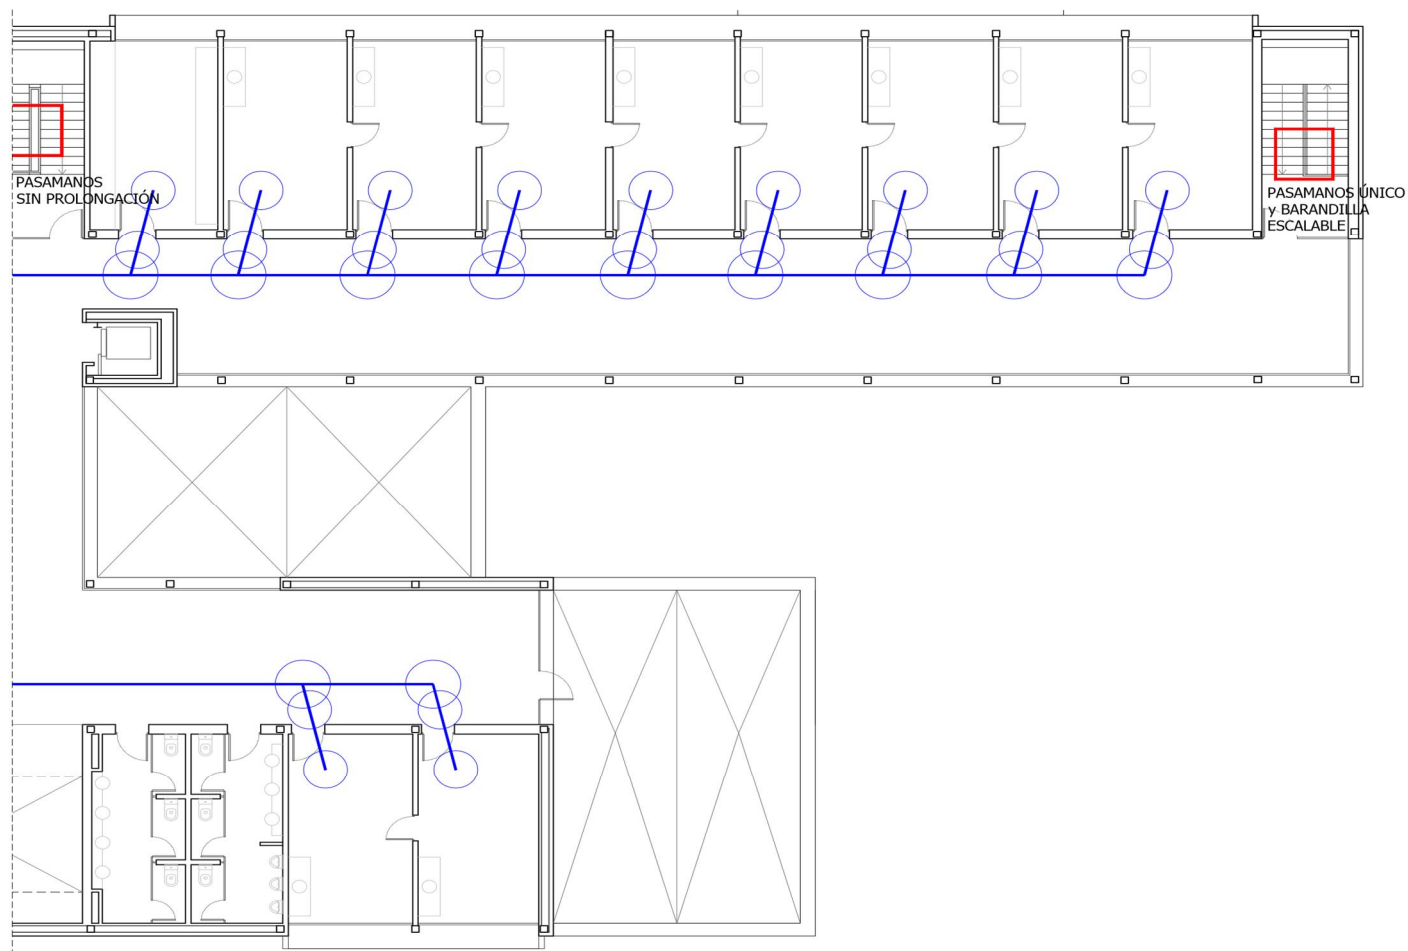 PASAMANOS
SIN PROLONGACIÓN
PASAMANOS ÚNICO
y BARANDILLA
ESCALABLE